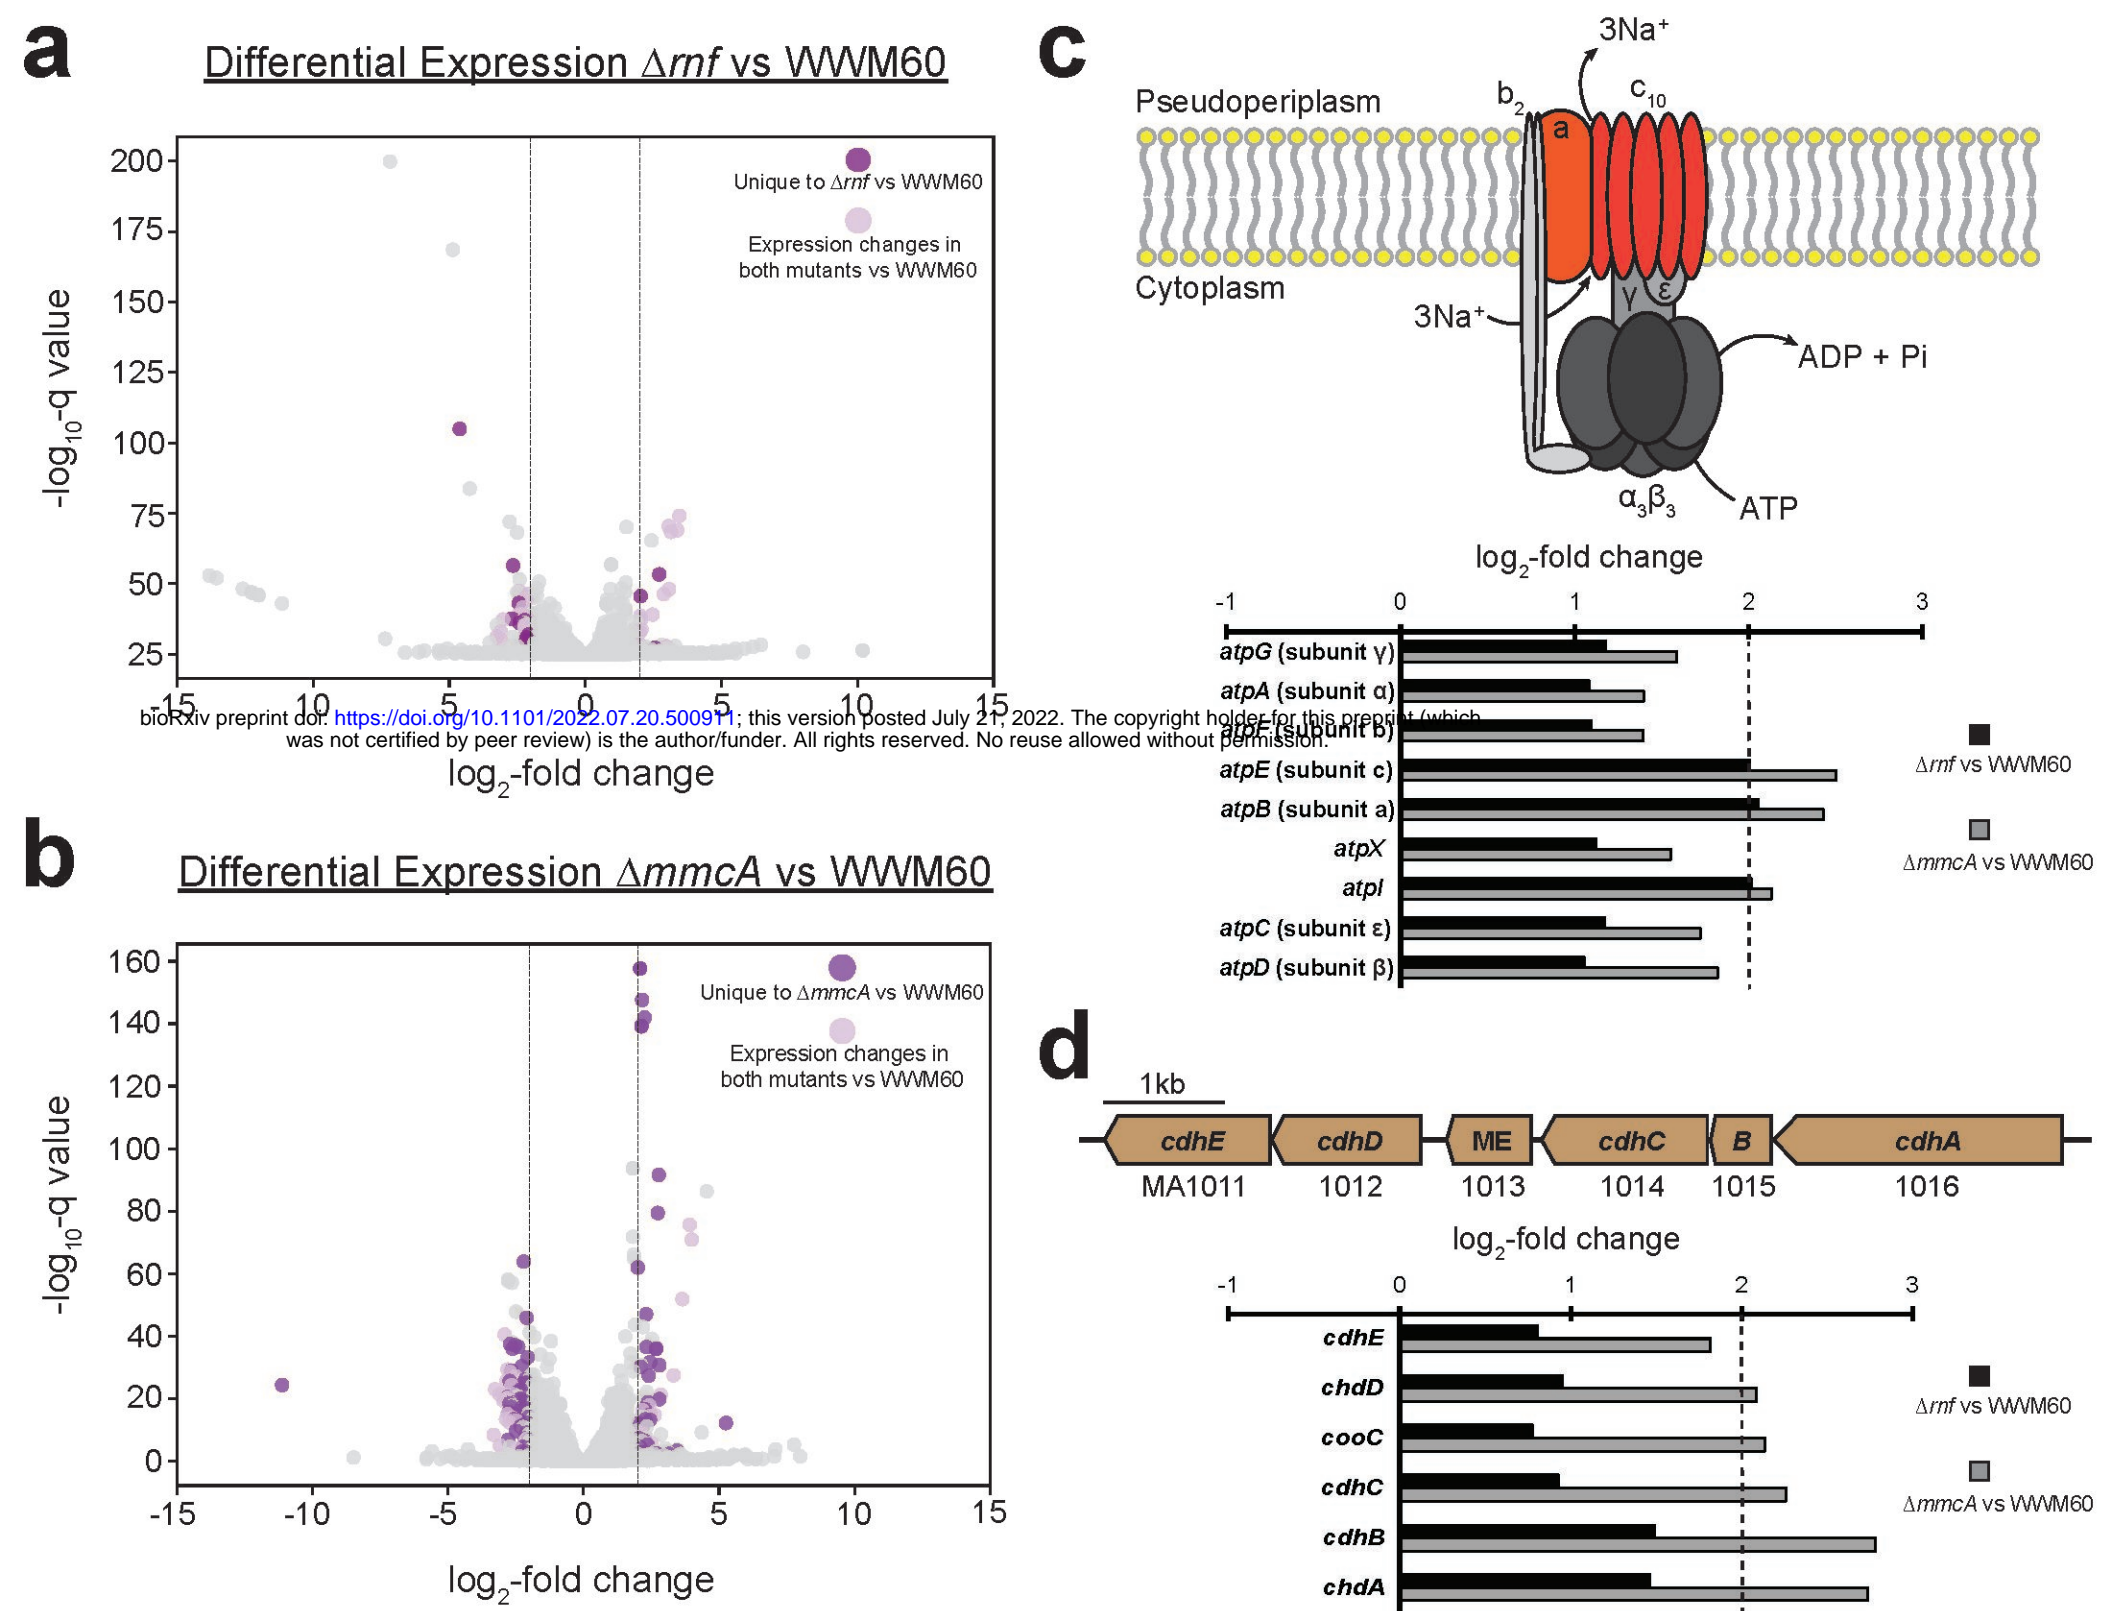 a
Differential Expression Δrnf vs WWM60
200
175
150
125
100
75
50
25
-log10-q value
Unique to Δrnf vs WWM60
Expression changes in
both mutants vs WWM60
-15
-10
-5
0
5
10
15
log2-fold change
bioRxiv preprint doi: https://doi.org/10.1101/2022.07.20.500911; this version posted July 21, 2022. The copyright holder for this preprint (which
was not certified by peer review) is the author/funder. All rights reserved. No reuse allowed without permission.
b
Differential Expression ΔmmcA vs WWM60
160
140
120
100
80
60
40
20
0
-log10-q value
Unique to ΔmmcA vs WWM60
Expression changes in
both mutants vs WWM60
-15
-10
-5
0
5
10
15
log2-fold change
c
3Na+
Pseudoperiplasm
b2
a
c10
Cytoplasm
3Na+
γ
ε
ADP + Pi
α3β3
ATP
log2-fold change
-1
0
1
2
3
atpG (subunit γ)
atpA (subunit α)
atpF (subunit b)
atpE (subunit c)
atpB (subunit a)
atpX
atpI
atpC (subunit ε)
atpD (subunit β)
Δrnf vs WWM60
ΔmmcA vs WWM60
d
1kb
cdhE
cdhD
ME
cdhC
B
cdhA
MA1011
1012
1013
1014
1015
1016
log2-fold change
-1
0
1
2
3
cdhE
chdD
cooC
cdhC
cdhB
chdA
Δrnf vs WWM60
ΔmmcA vs WWM60